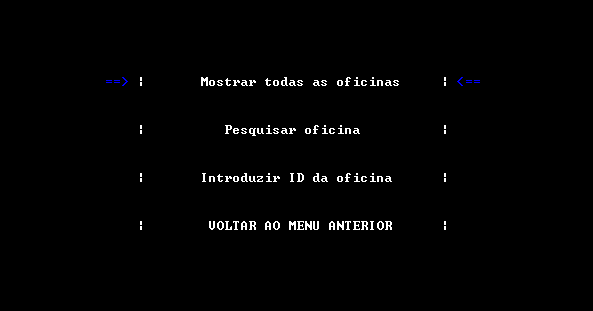 ==> ¦ Mostrar todas as oficinas ¦ <==
¦ Pesquisar oficina ¦
¦ Introduzir ID da oficina ¦
¦ VOLTAR AO MENU ANTERIOR ¦